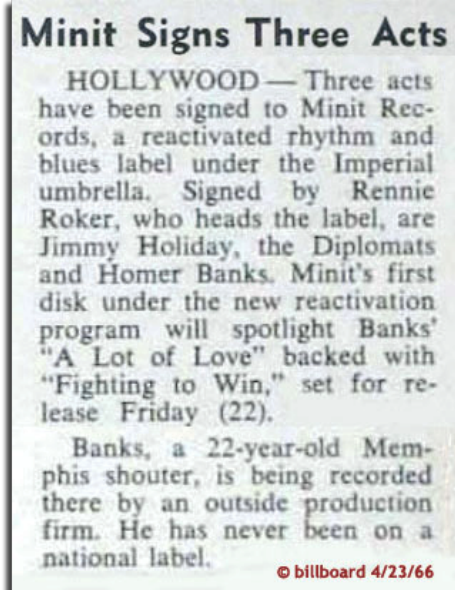 Minit Signs Three Acts
HOLLYWOOD — Three acts
have been signed to Minit Rec-
ords, a reactivated rhythm and
blues label under the Imperial
umbrella. Signed by Rennie
Roker, who heads the label, are
Jimmy Holiday, the Diplomats
and Homer Banks. Minit's first
disk under the new reactivation
program will spotlight Banks'
"A Lot of Love" backed with
"Fighting to Win," set for re-
lease Friday (22).
Banks, a 22-year-old Mem-
phis shouter, is being recorded
there by an outside production
firm. He has never been on a
national label.
© billboard 4/23/66